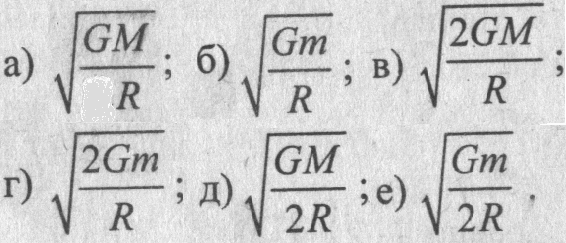 а) √(GM/R); б) √(Gm/R); в) √(2GM/R);
г) √(2Gm/R); д) √(GM/2R); е) √(Gm/2R).